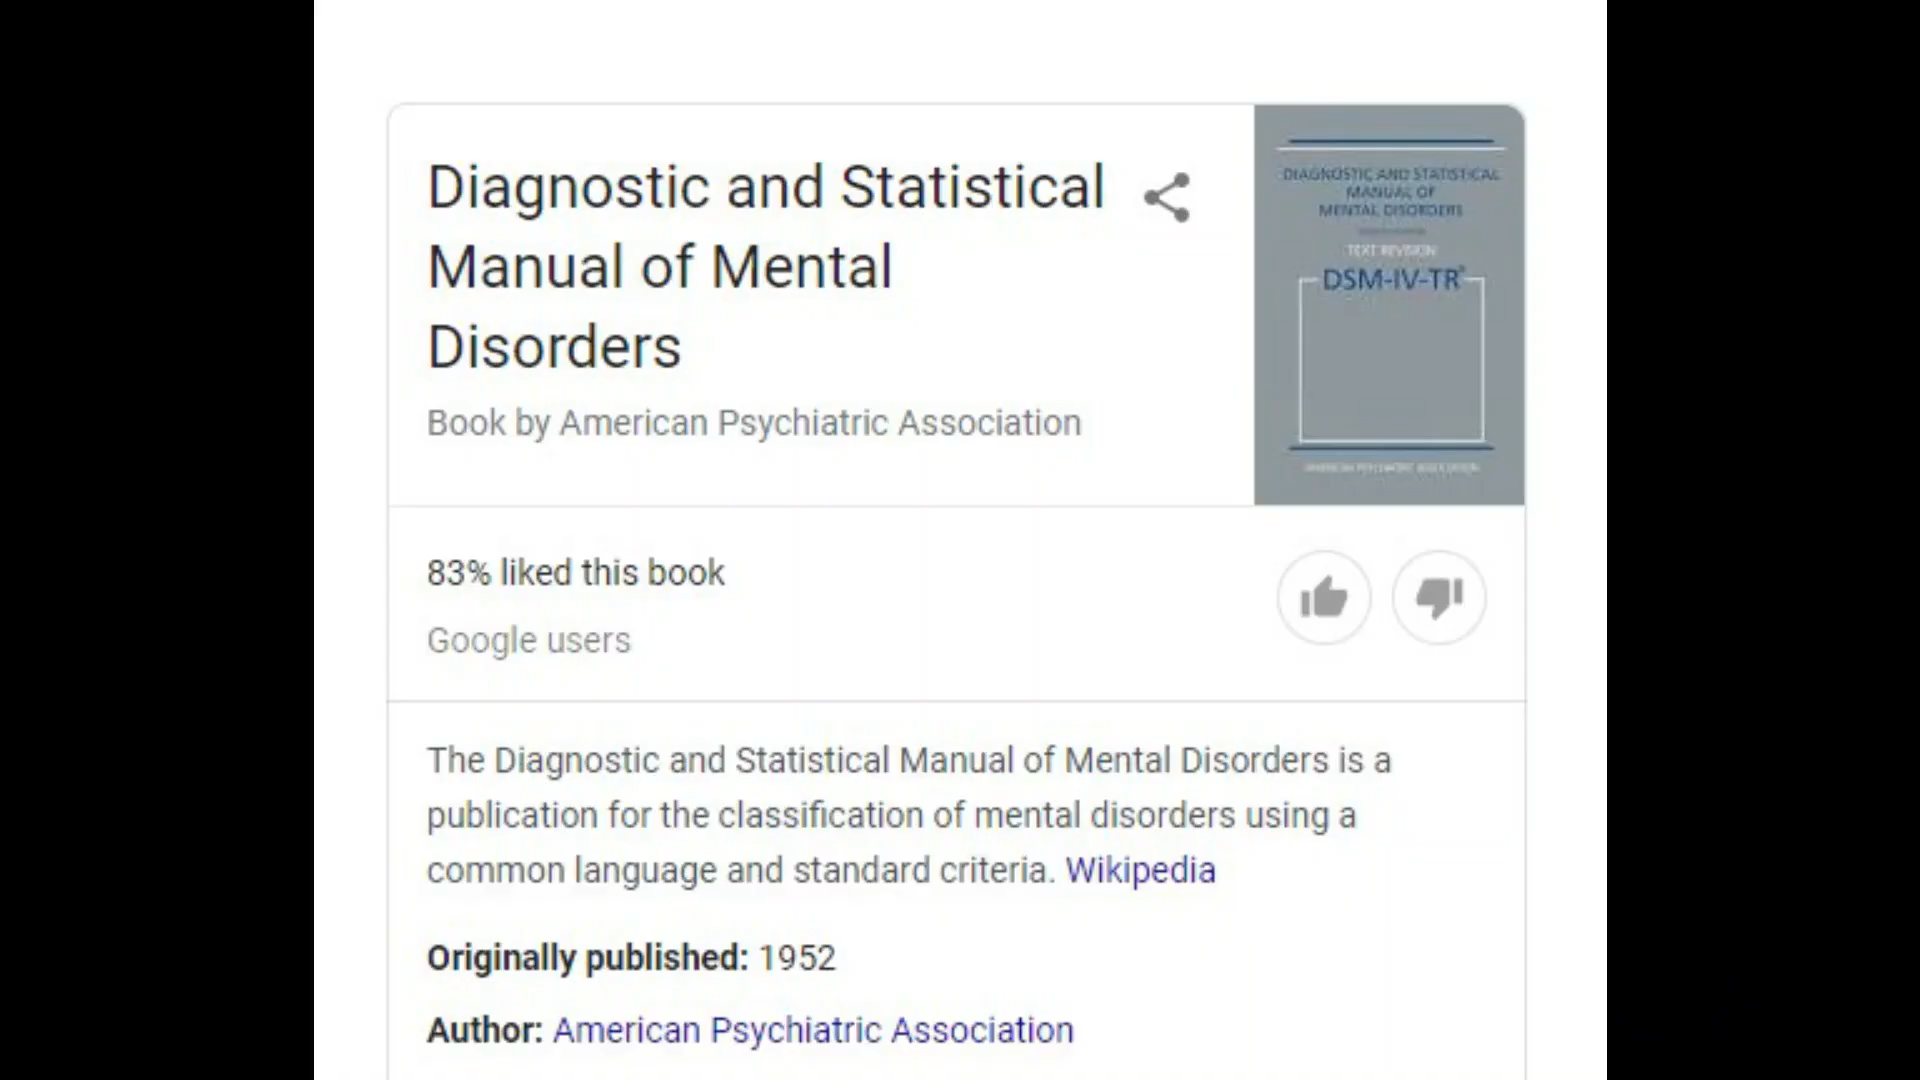 Diagnostic and Statistical
Manual of Mental
Disorders
Book by American Psychiatric Association
DIAGNOSTIC AND STATISTICAL
MANUAL OF
MENTAL DISORDERS
TEXT REVISION
DSM-IV-TR®
AMERICAN PSYCHIATRIC ASSOCIATION
83% liked this book
Google users
The Diagnostic and Statistical Manual of Mental Disorders is a
publication for the classification of mental disorders using a
common language and standard criteria. Wikipedia
Originally published: 1952
Author: American Psychiatric Association